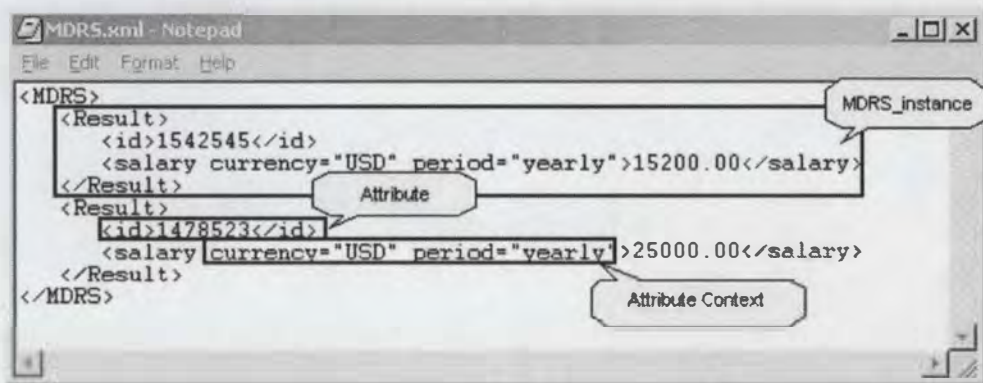 MDRS.xml - Notepad
File Edit Format Help
<MDRS>
<Result>
<id>1542545</id>
<salary currency="USD" period="yearly">15200.00</salary>
</Result>
<Result>
<id>1478523</id>
<salary currency="USD" period="yearly">25000.00</salary>
</Result>
</MDRS>
MDRS_instance
Attribute
Attribute Context